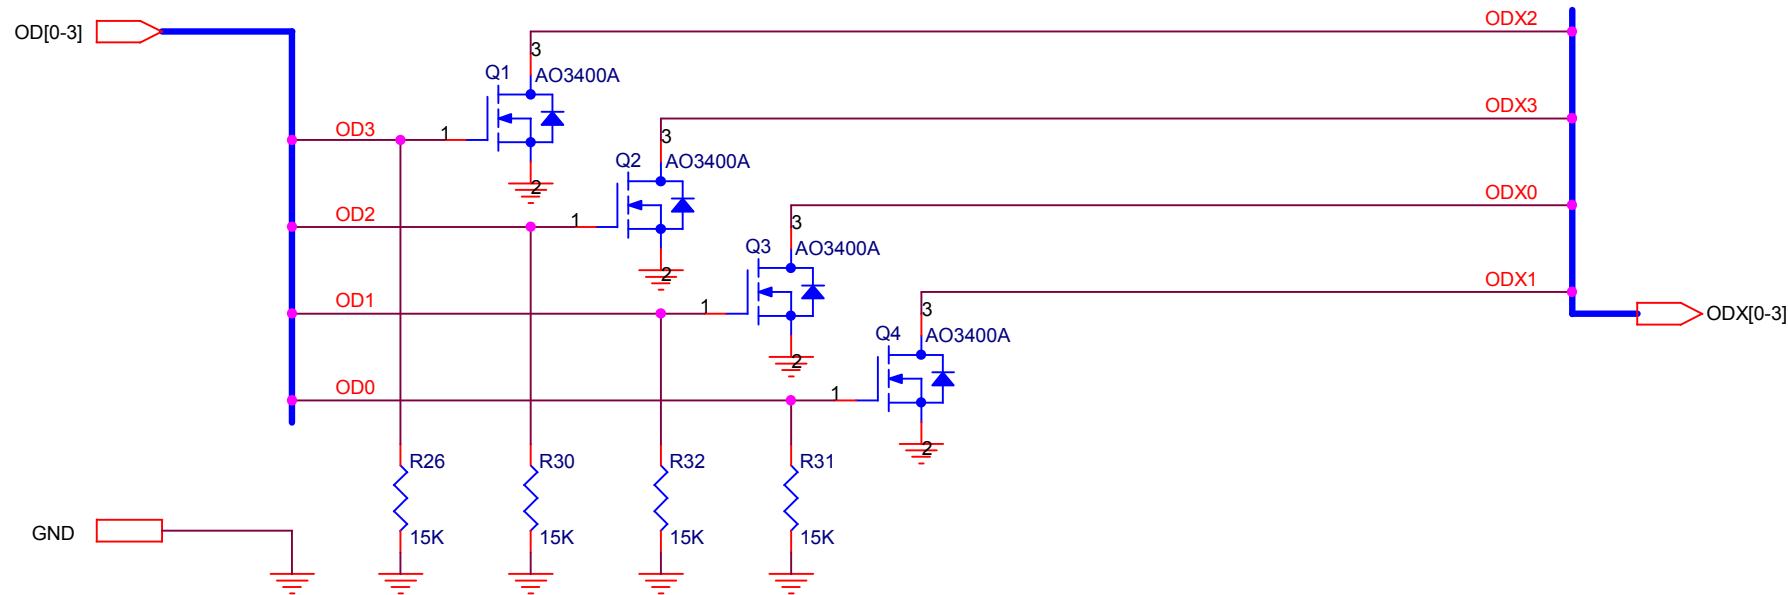 OD[0-3]
ODX2
3
Q1
AO3400A
ODX3
OD3
1
3
Q2
AO3400A
2
ODX0
OD2
1
3
Q3
AO3400A
2
ODX1
OD1
1
3
ODX[0-3]
Q4
AO3400A
2
OD0
1
2
R26
R30
R32
R31
GND
15K
15K
15K
15K